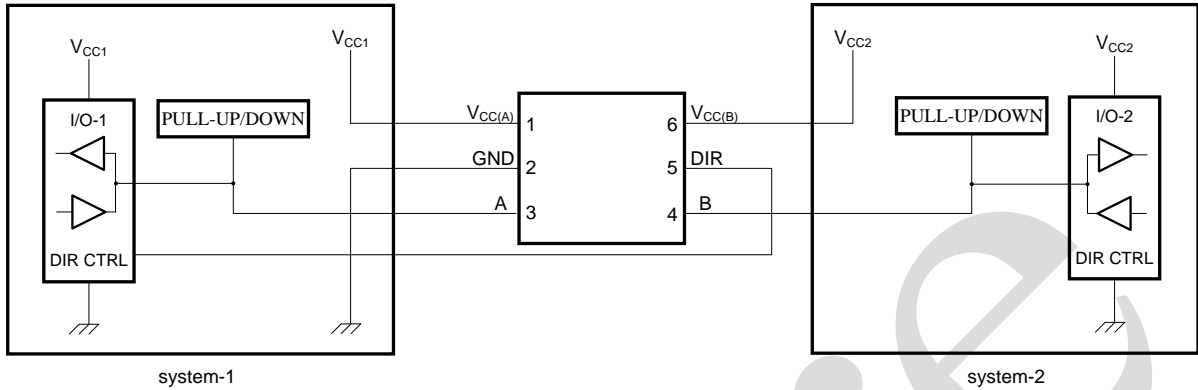 VCC1
I/O-1
PULL-UP/DOWN
DIR CTRL
VCC1
system-1
VCC(A)
1
GND
2
A
3
6
VCC(B)
5
DIR
4
B
VCC2
PULL-UP/DOWN
VCC2
I/O-2
DIR CTRL
system-2